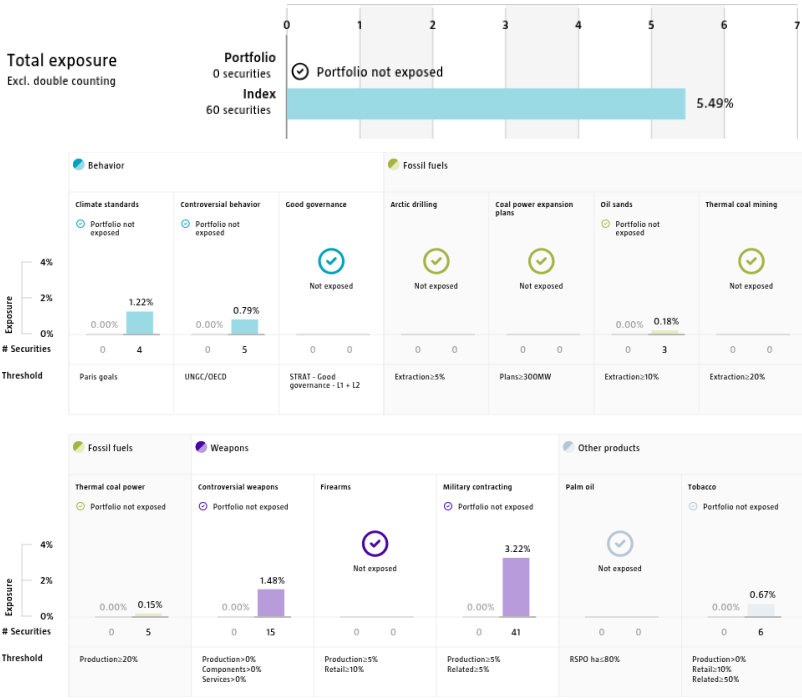 0 1 2 3 4 5 6 7
Total exposure
Excl. double counting
Portfolio
0 securities
Portfolio not exposed
Index
60 securities
5.49%
Behavior
Fossil fuels
Climate standards
Portfolio not
exposed
Controversial behavior
Portfolio not
exposed
Good governance
Not exposed
Arctic drilling
Not exposed
Coal power expansion
plans
Not exposed
Oil sands
Portfolio not
exposed
Thermal coal mining
Not exposed
Exposure
4%
2%
0%
0.00% 1.22%
0.00% 0.79%
0.00% 0.18%
# Securities
0 4
0 5
0 0
0 0
0 0
0 3
0 0
Threshold
Paris goals
UNGC/OECD
STRAT - Good
governance - L1 + L2
Extraction≥5%
Plans≥300MW
Extraction≥10%
Extraction≥20%
Fossil fuels
Weapons
Other products
Thermal coal power
Portfolio not exposed
Controversial weapons
Portfolio not exposed
Firearms
Not exposed
Military contracting
Portfolio not exposed
Palm oil
Not exposed
Tobacco
Portfolio not exposed
Exposure
4%
2%
0%
0.00% 0.15%
0.00% 1.48%
0.00% 3.22%
0.00% 0.67%
# Securities
0 5
0 15
0 0
0 41
0 0
0 6
Threshold
Production≥20%
Production>0%
Components>0%
Services>0%
Production≥5%
Retail≥10%
Production≥5%
Related≥5%
RSPO ha≤80%
Production>0%
Retail≥10%
Related≥50%